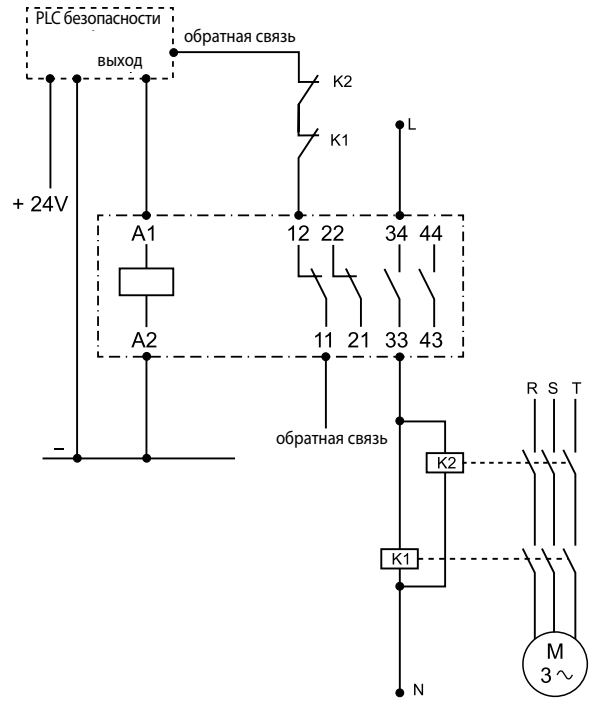 PLC безопасности
выход
обратная связь
K2
K1
L
+ 24V
A1
12 22
34 44
A2
11 21
33 43
обратная связь
–
R S T
K2
K1
M
3 ~
N